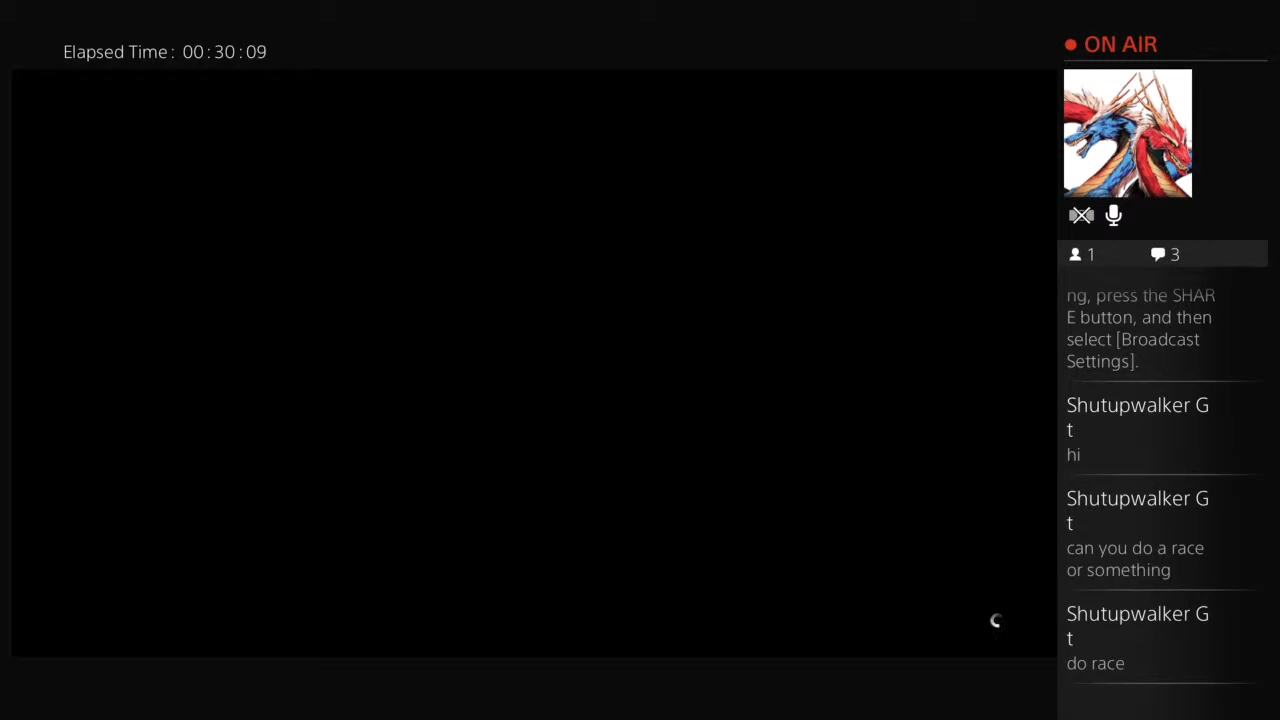 Elapsed Time: 00:30:09
ON AIR
1
3
ng, press the SHAR
E button, and then
select [Broadcast
Settings].
Shutupwalker G
t
hi
Shutupwalker G
t
can you do a race
or something
Shutupwalker G
t
do race